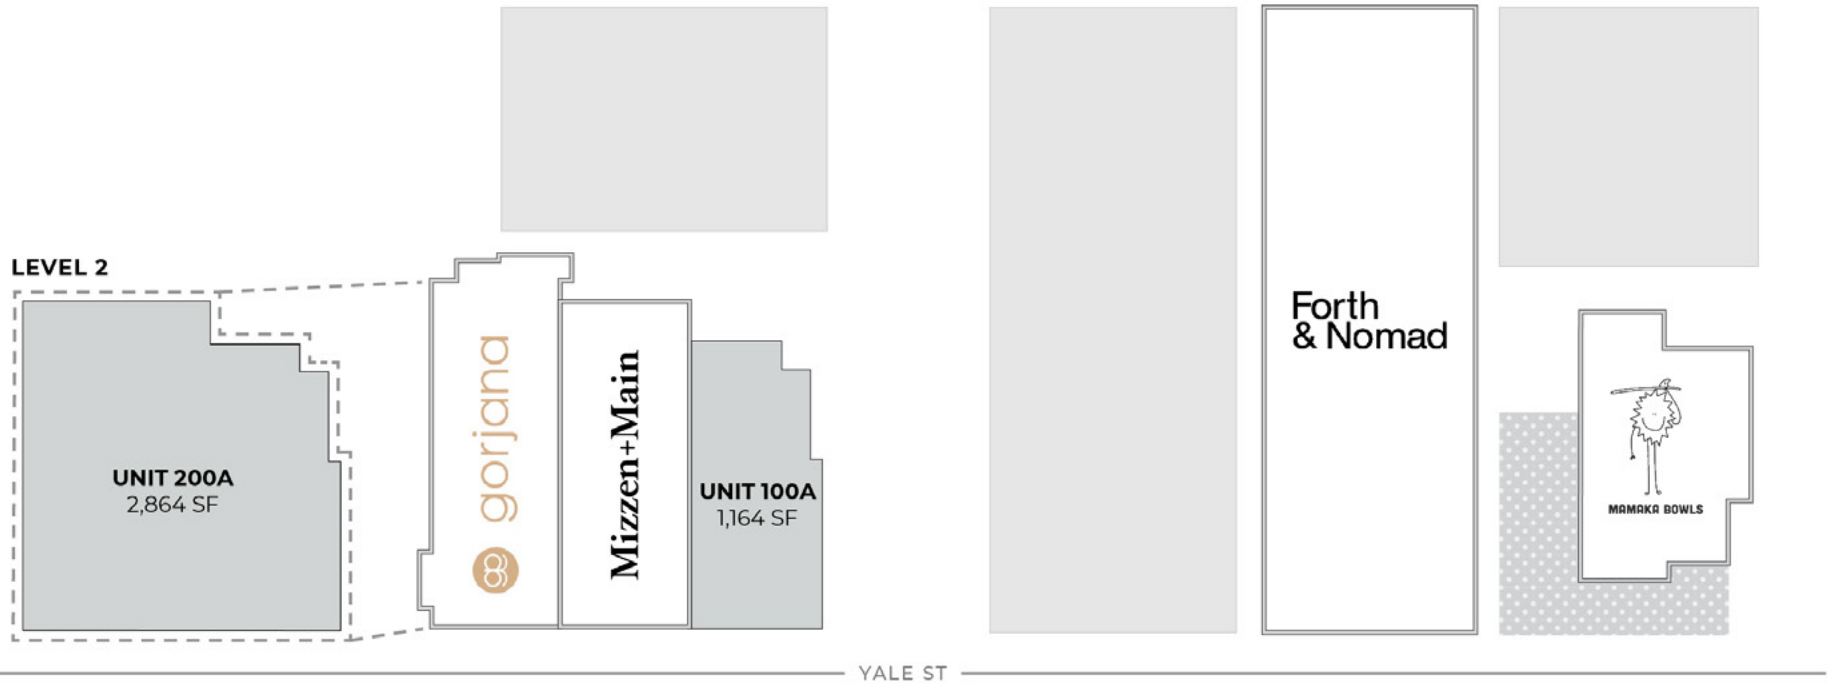 LEVEL 2
UNIT 200A
2,864 SF
gorjana
Mizzen+Main
UNIT 100A
1,164 SF
Forth
& Nomad
MAMAKA BOWLS
YALE ST